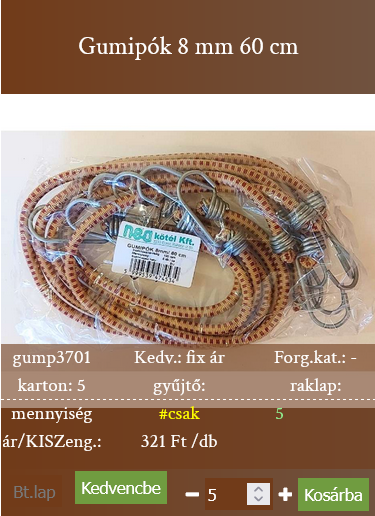 Gumipók 8 mm 60 cm
nea kötél Kft.
GUMIPÓK 8mm/ 60 cm
gump3701 Kedv.: fix ár Forg.kat.: -
karton: 5 gyűjtő: raklap:
mennyiség #csak 5
ár/KISZeng.: 321 Ft /db
Bt.lap Kedvencbe 5 Kosárba